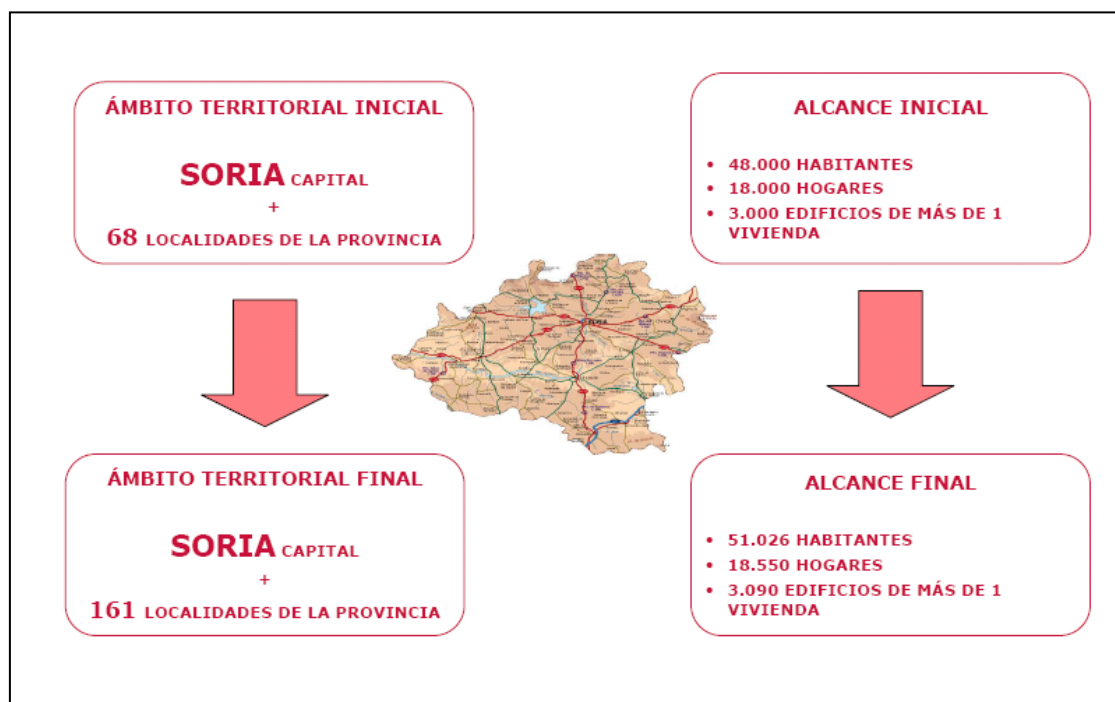 ÁMBITO TERRITORIAL INICIAL
SORIA CAPITAL
+
68 LOCALIDADES DE LA PROVINCIA
ALCANCE INICIAL
• 48.000 HABITANTES
• 18.000 HOGARES
• 3.000 EDIFICIOS DE MÁS DE 1
VIVIENDA
ÁMBITO TERRITORIAL FINAL
SORIA CAPITAL
+
161 LOCALIDADES DE LA PROVINCIA
ALCANCE FINAL
• 51.026 HABITANTES
• 18.550 HOGARES
• 3.090 EDIFICIOS DE MÁS DE 1
VIVIENDA